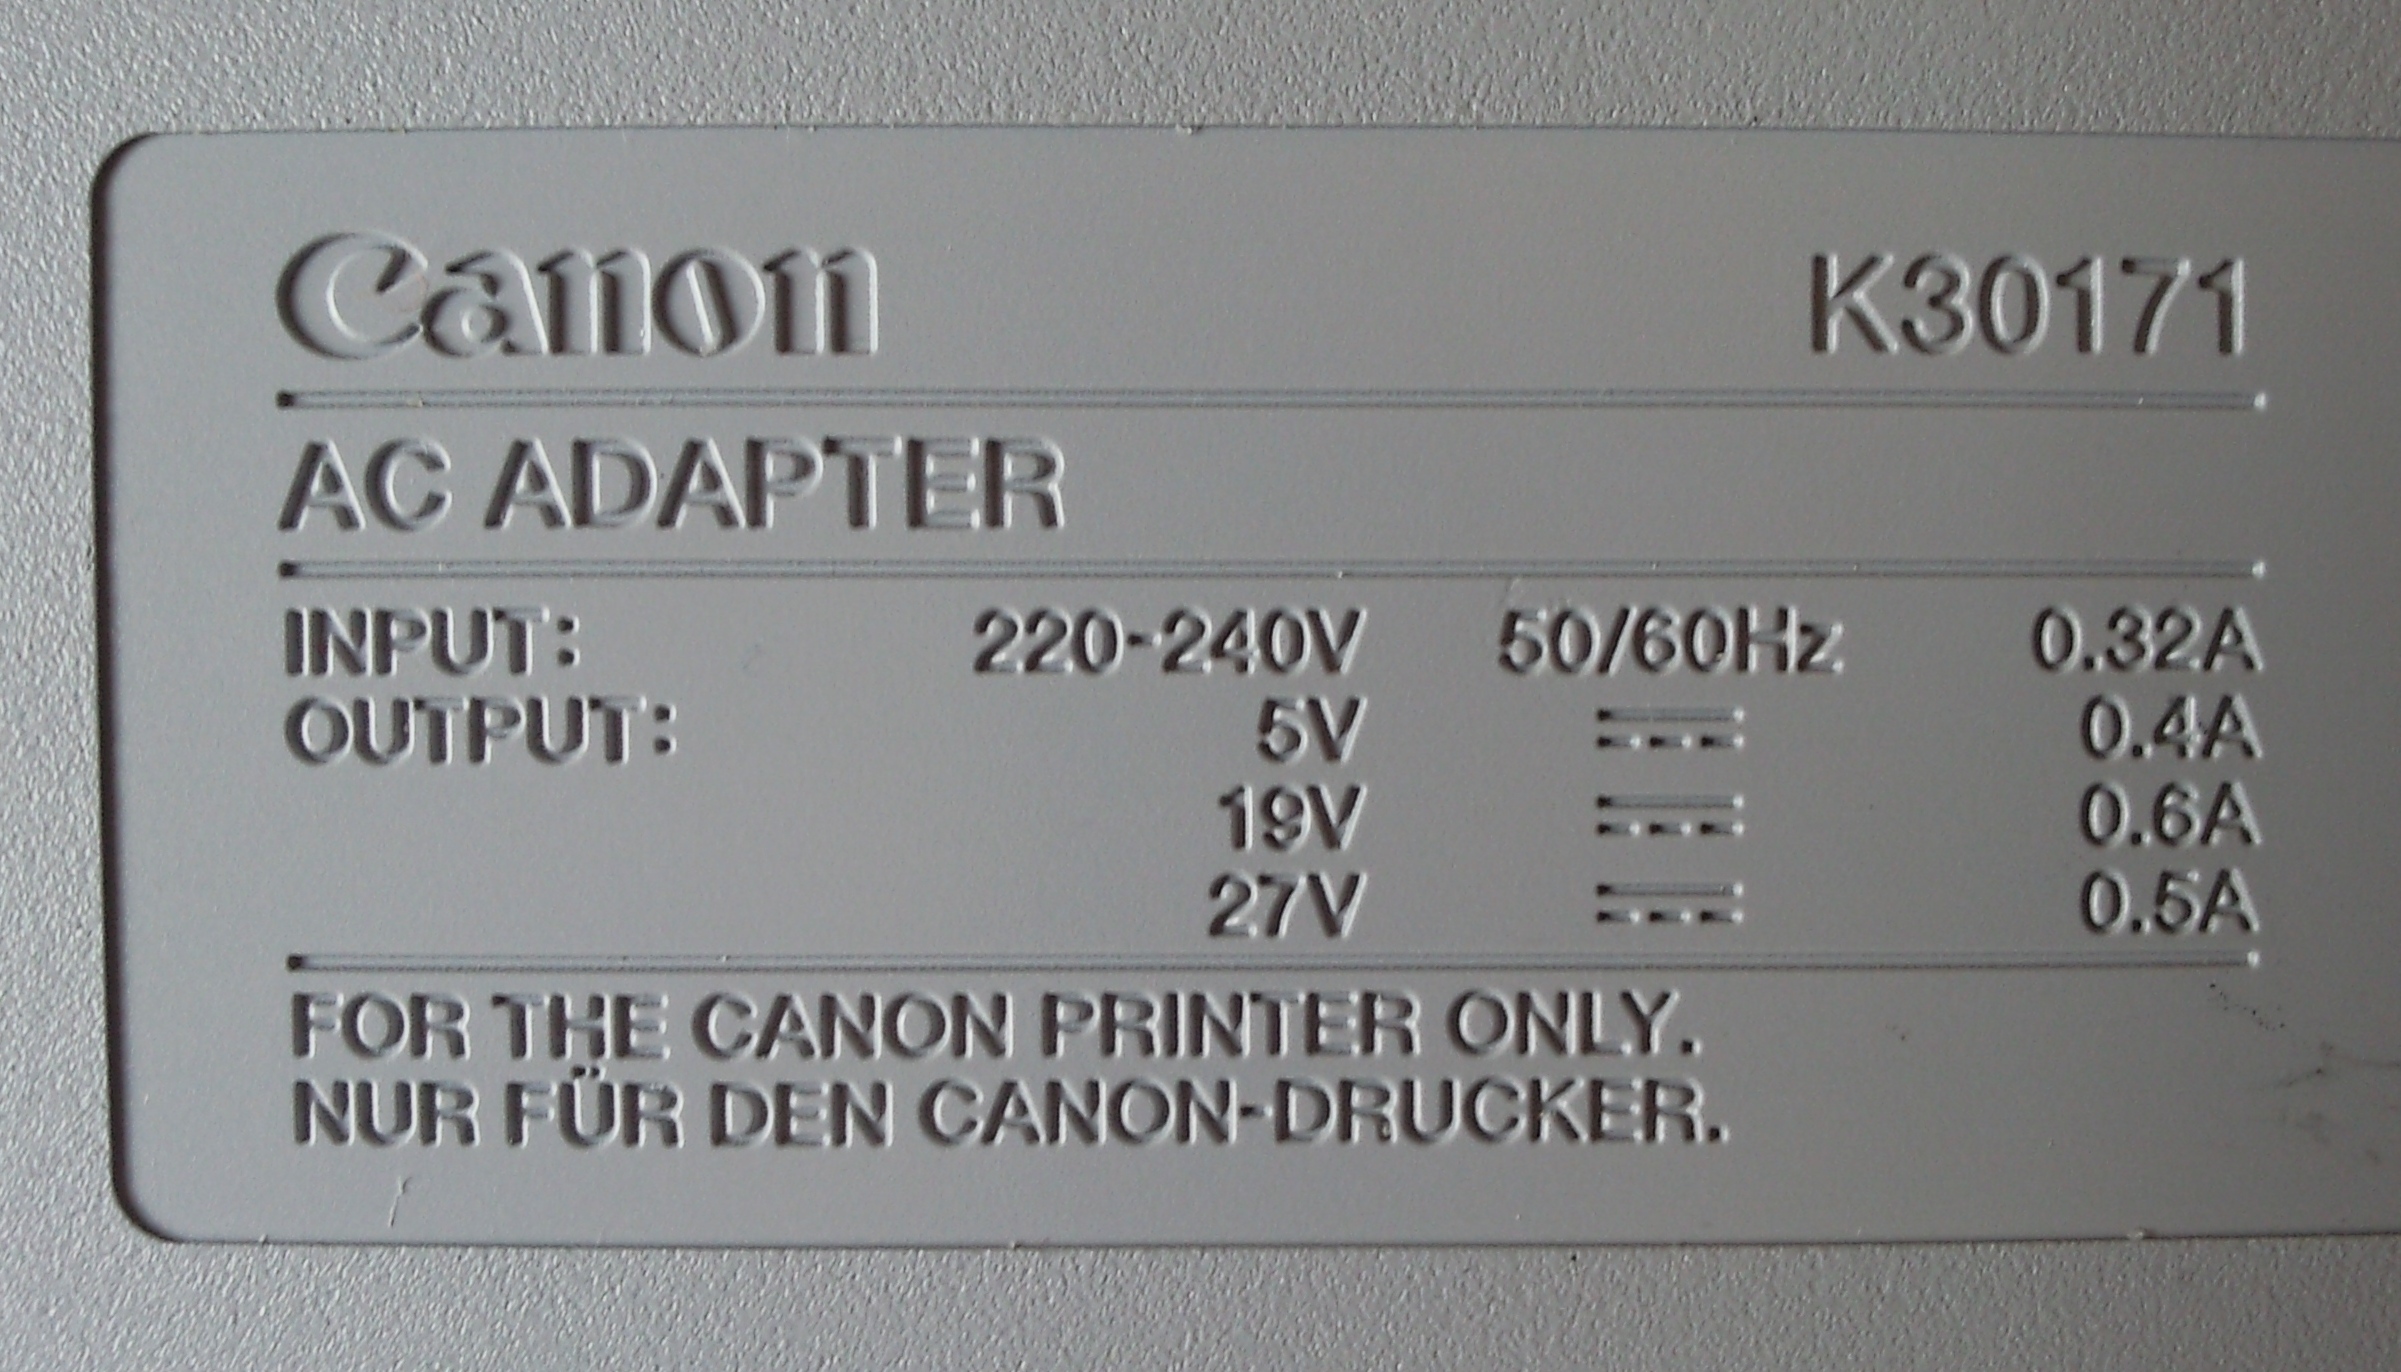 Canon K30171
AC ADAPTER
INPUT: 220-240V 50/60Hz 0.32A
OUTPUT: 5V ⎓ 0.4A
19V ⎓ 0.6A
27V ⎓ 0.5A
FOR THE CANON PRINTER ONLY.
NUR FÜR DEN CANON-DRUCKER.